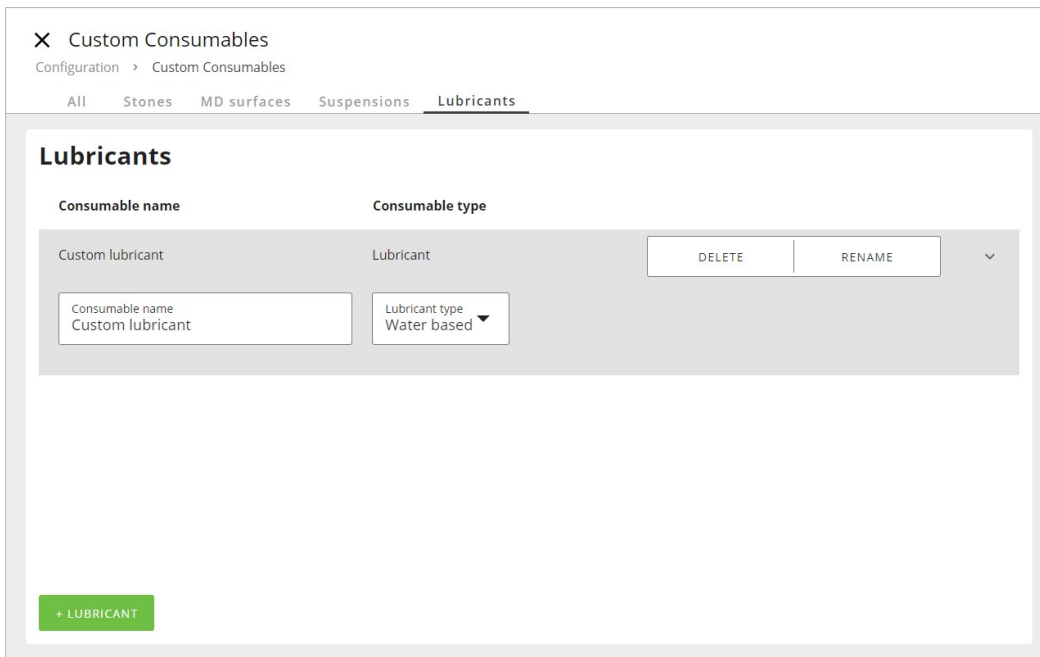 Custom Consumables
Configuration > Custom Consumables
All Stones MD surfaces Suspensions Lubricants
Lubricants
Consumable name Consumable type
Custom lubricant Lubricant DELETE RENAME
Consumable name Lubricant type
Custom lubricant Water based
+ LUBRICANT